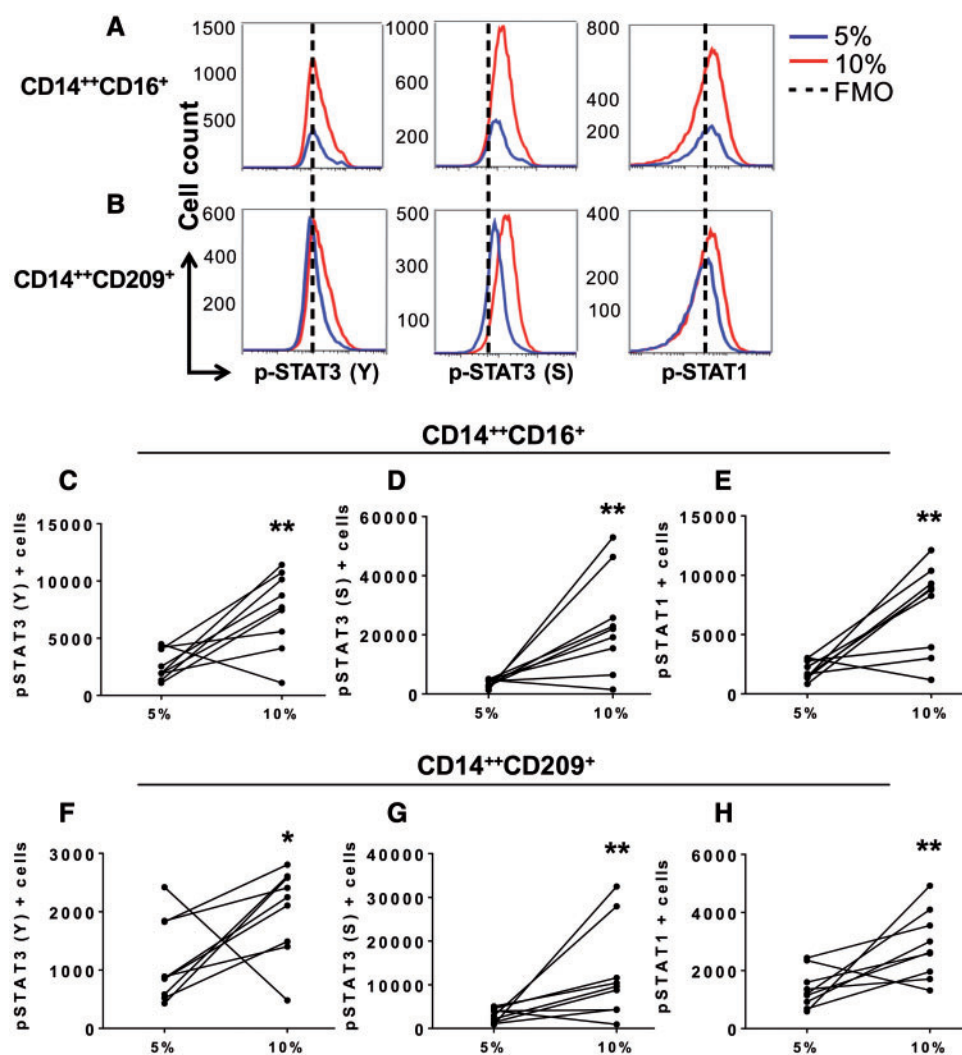 A
CD14++CD16+
1500
1000
500
1000
600
200
800
400
200
5%
10%
FMO
B
CD14++CD209+
Cell count
600
400
200
500
300
100
400
200
100
p-STAT3 (Y)
p-STAT3 (S)
p-STAT1
CD14++CD16+
C
pSTAT3 (Y) + cells
15000
10000
5000
0
5%
10%
**
D
pSTAT3 (S) + cells
60000
40000
20000
0
5%
10%
**
E
pSTAT1 + cells
15000
10000
5000
0
5%
10%
**
CD14++CD209+
F
pSTAT3 (Y) + cells
3000
2000
1000
0
5%
10%
*
G
pSTAT3 (S) + cells
40000
30000
20000
10000
0
5%
10%
**
H
pSTAT1 + cells
6000
4000
2000
0
5%
10%
**